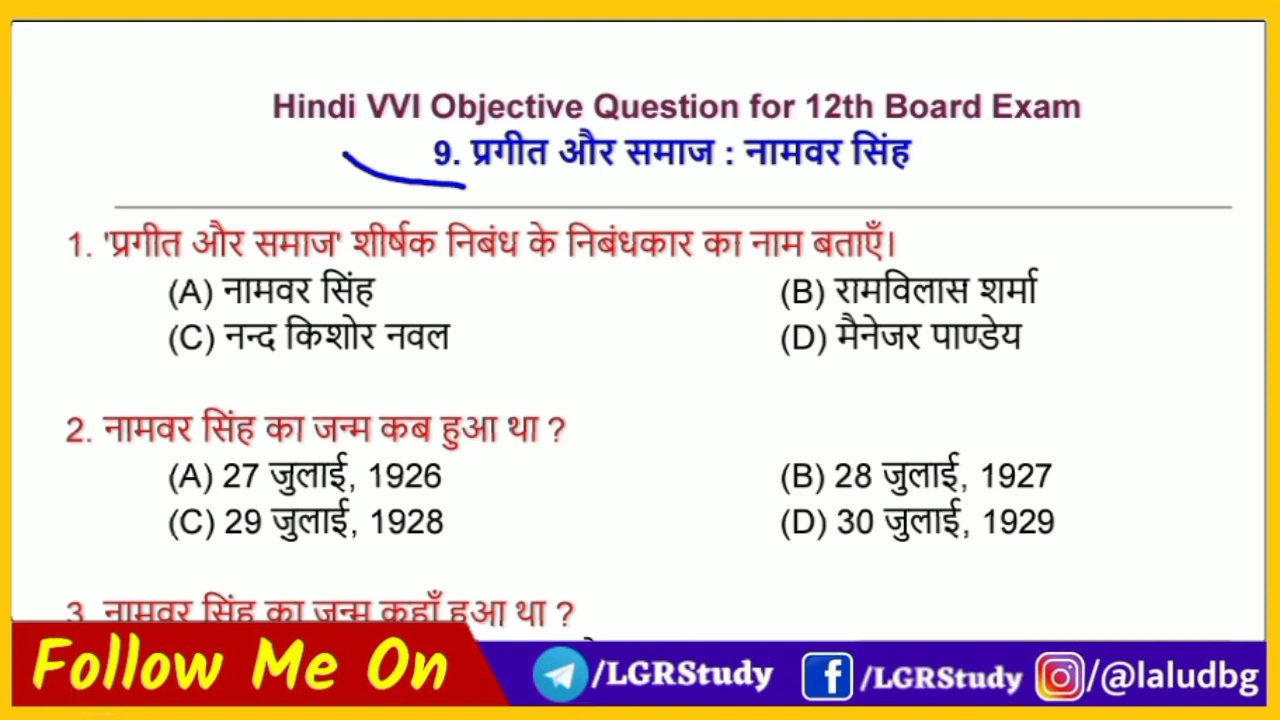 Hindi VVI Objective Question for 12th Board Exam
9. प्रगीत और समाज : नामवर सिंह
1. 'प्रगीत और समाज' शीर्षक निबंध के निबंधकार का नाम बताएँ।
(A) नामवर सिंह (B) रामविलास शर्मा
(C) नन्द किशोर नवल (D) मैनेजर पाण्डेय
2. नामवर सिंह का जन्म कब हुआ था ?
(A) 27 जुलाई, 1926 (B) 28 जुलाई, 1927
(C) 29 जुलाई, 1928 (D) 30 जुलाई, 1929
3. नामवर सिंह का जन्म कहाँ हुआ था ?
Follow Me On /LGRStudy /LGRStudy /@laludbg